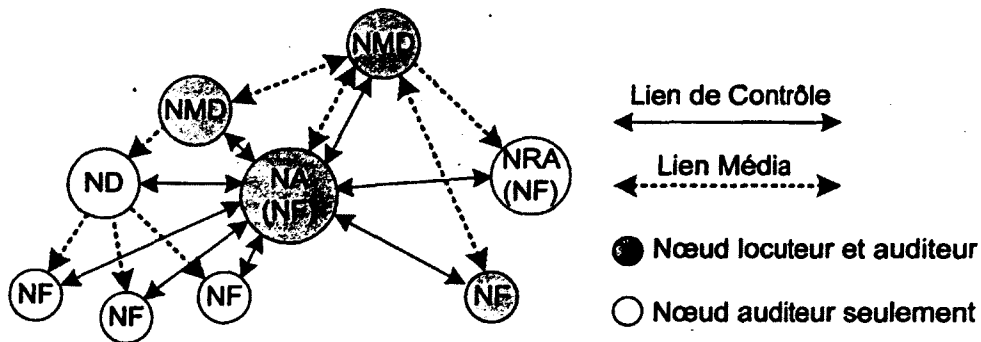 NMD
NMD
Lien de Contrôle
NRA
(NF)
Lien Média
ND
NA
(NF)
Nœud locuteur et auditeur
NF
NF
NF
NF
Nœud auditeur seulement